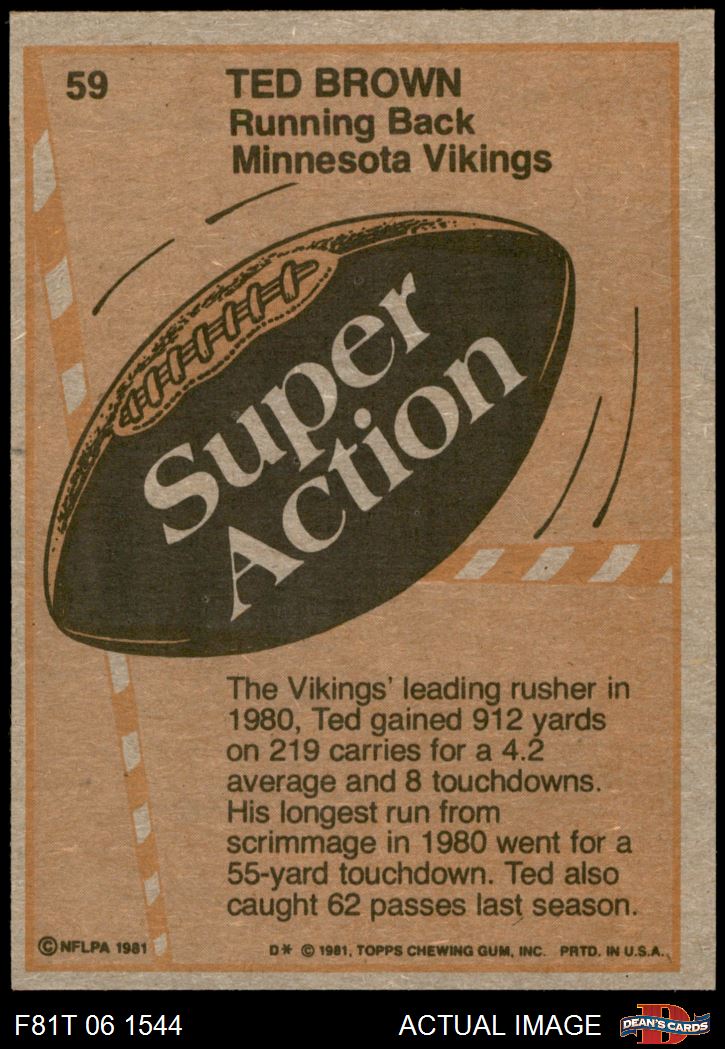 59
TED BROWN
Running Back
Minnesota Vikings
Super
Action
The Vikings' leading rusher in
1980, Ted gained 912 yards
on 219 carries for a 4.2
average and 8 touchdowns.
His longest run from
scrimmage in 1980 went for a
55-yard touchdown. Ted also
caught 62 passes last season.
© NFLPA 1981
D* © 1981, TOPPS CHEWING GUM, INC. PRTD. IN U.S.A.
F81T 06 1544
ACTUAL IMAGE
D
DEAN'S CARDS